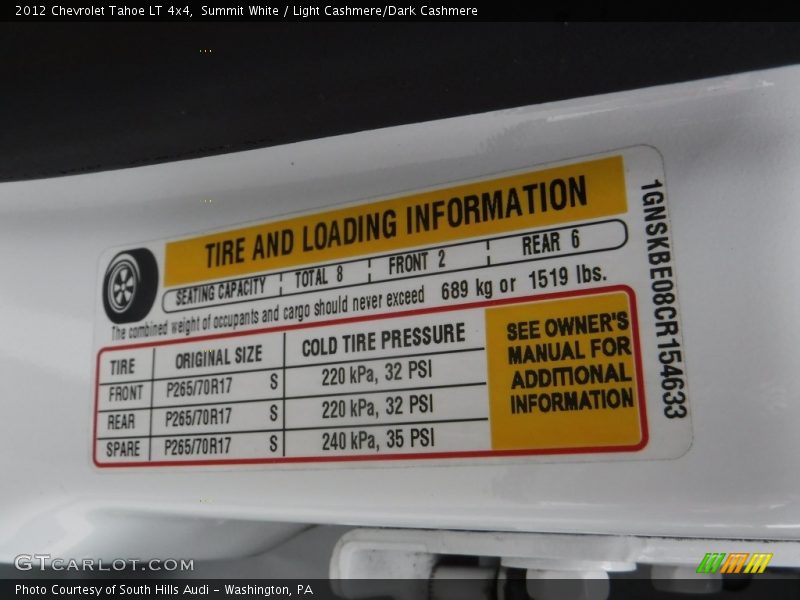 2012 Chevrolet Tahoe LT 4x4, Summit White / Light Cashmere/Dark Cashmere
TIRE AND LOADING INFORMATION
SEATING CAPACITY TOTAL 8 FRONT 2 REAR 6
The combined weight of occupants and cargo should never exceed 689 kg or 1519 lbs.
TIRE ORIGINAL SIZE COLD TIRE PRESSURE
FRONT P265/70R17 S 220 kPa, 32 PSI
REAR P265/70R17 S 220 kPa, 32 PSI
SPARE P265/70R17 S 240 kPa, 35 PSI
SEE OWNER'S
MANUAL FOR
ADDITIONAL
INFORMATION
1GNSKBE08CR154633
GTCARLOT.COM
Photo Courtesy of South Hills Audi - Washington, PA